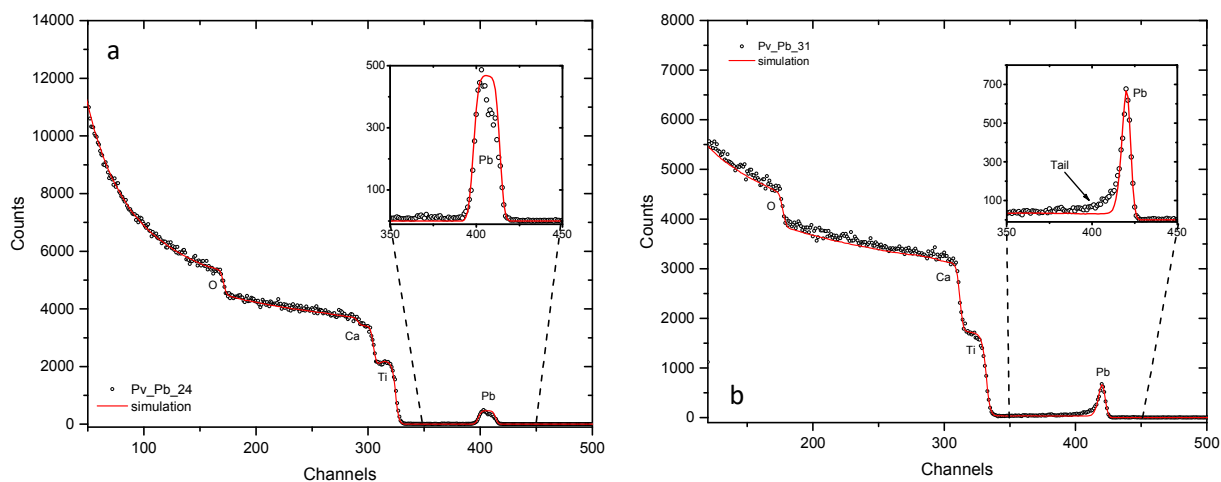 a
14000
12000
10000
8000
6000
4000
2000
0
Counts
500
300
100
350 400 450
Pb
O
Ca
Ti
Pb
Pv_Pb_24
simulation
100 200 300 400 500
Channels
b
8000
7000
6000
5000
4000
3000
2000
1000
0
Counts
Pv_Pb_31
simulation
700
500
300
100
350 400 450
Pb
Tail
O
Ca
Ti
Pb
200 300 400 500
Channels